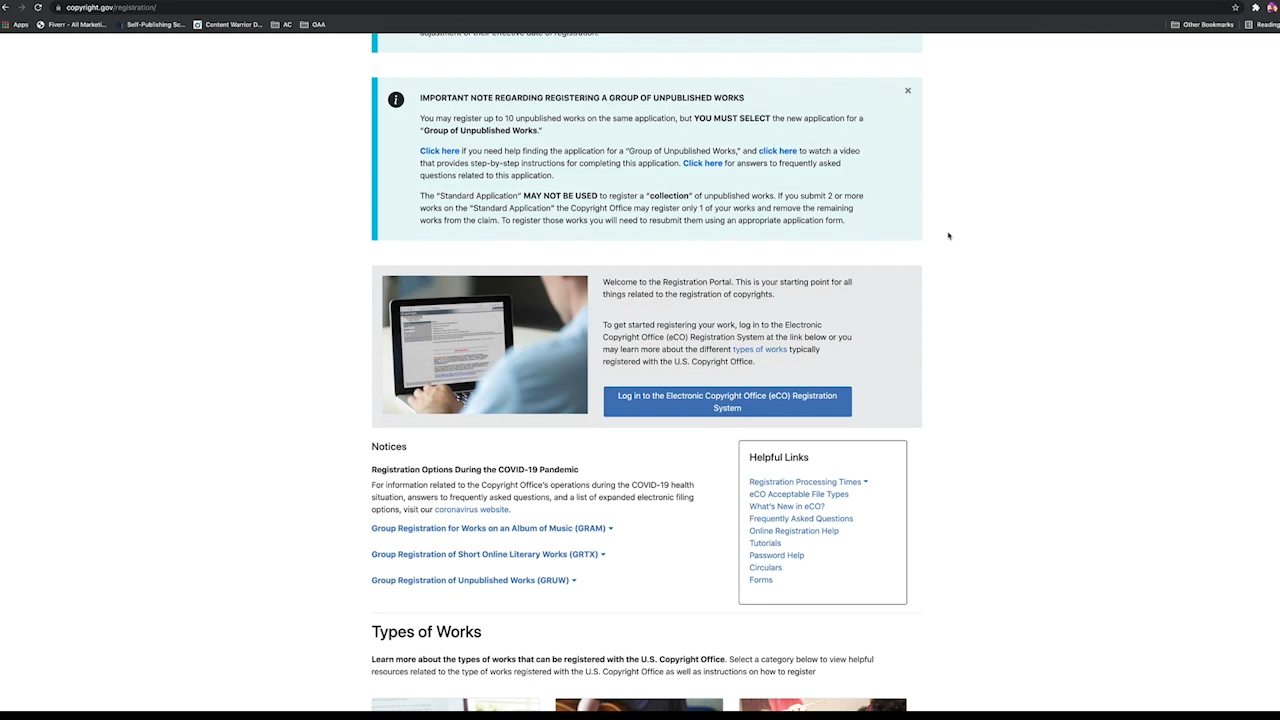 copyright.gov/registration/
Apps Fiverr - All Marketi... Self-Publishing Sc... Content Warrior D... AC OAA Other Bookmarks Reading
adjustment of their effective date of registration.
IMPORTANT NOTE REGARDING REGISTERING A GROUP OF UNPUBLISHED WORKS
You may register up to 10 unpublished works on the same application, but YOU MUST SELECT the new application for a
“Group of Unpublished Works.”
Click here if you need help finding the application for a “Group of Unpublished Works,” and click here to watch a video
that provides step-by-step instructions for completing this application. Click here for answers to frequently asked
questions related to this application.
The “Standard Application” MAY NOT BE USED to register a “collection” of unpublished works. If you submit 2 or more
works on the “Standard Application” the Copyright Office may register only 1 of your works and remove the remaining
works from the claim. To register those works you will need to resubmit them using an appropriate application form.
Welcome to the Registration Portal. This is your starting point for all
things related to the registration of copyrights.
To get started registering your work, log in to the Electronic
Copyright Office (eCO) Registration System at the link below or you
may learn more about the different types of works typically
registered with the U.S. Copyright Office.
Log in to the Electronic Copyright Office (eCO) Registration
System
Notices
Registration Options During the COVID-19 Pandemic
For information related to the Copyright Office's operations during the COVID-19 health
situation, answers to frequently asked questions, and a list of expanded electronic filing
options, visit our coronavirus website.
Group Registration for Works on an Album of Music (GRAM)
Group Registration of Short Online Literary Works (GRTX)
Group Registration of Unpublished Works (GRUW)
Helpful Links
Registration Processing Times
eCO Acceptable File Types
What's New in eCO?
Frequently Asked Questions
Online Registration Help
Tutorials
Password Help
Circulars
Forms
Types of Works
Learn more about the types of works that can be registered with the U.S. Copyright Office. Select a category below to view helpful
resources related to the type of works registered with the U.S. Copyright Office as well as instructions on how to register